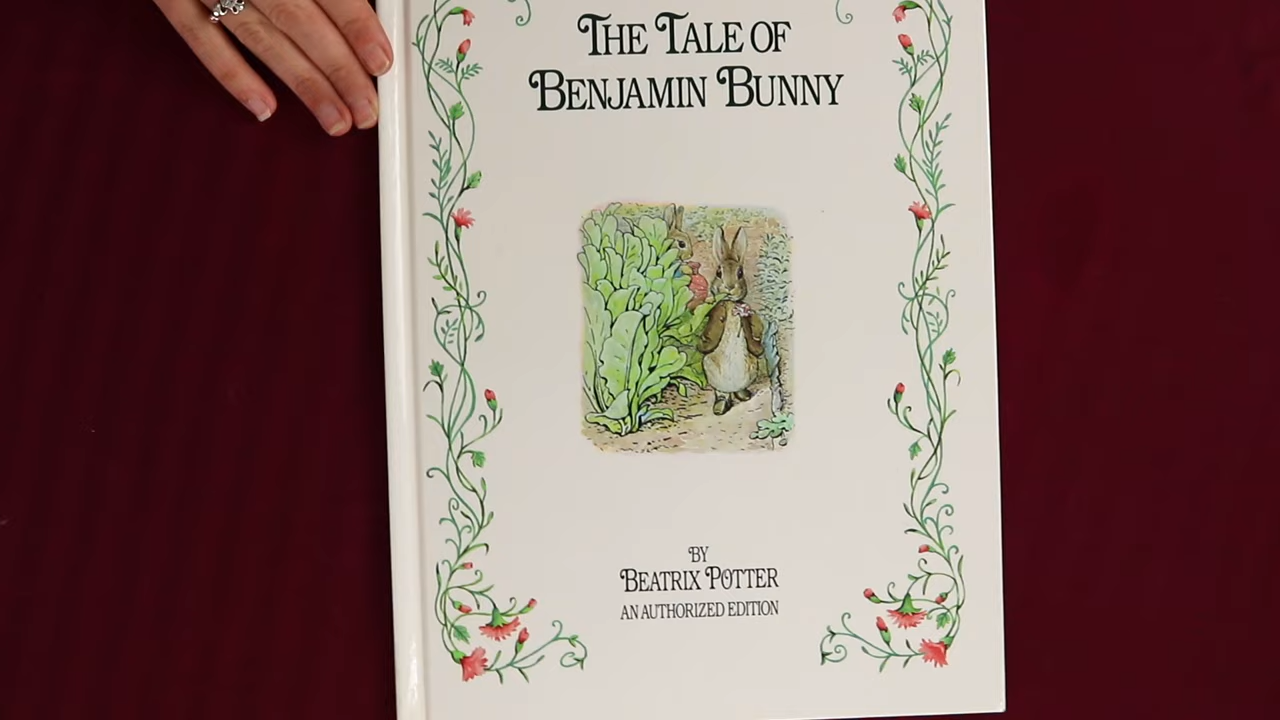 THE TALE OF
BENJAMIN BUNNY
BY
BEATRIX POTTER
AN AUTHORIZED EDITION